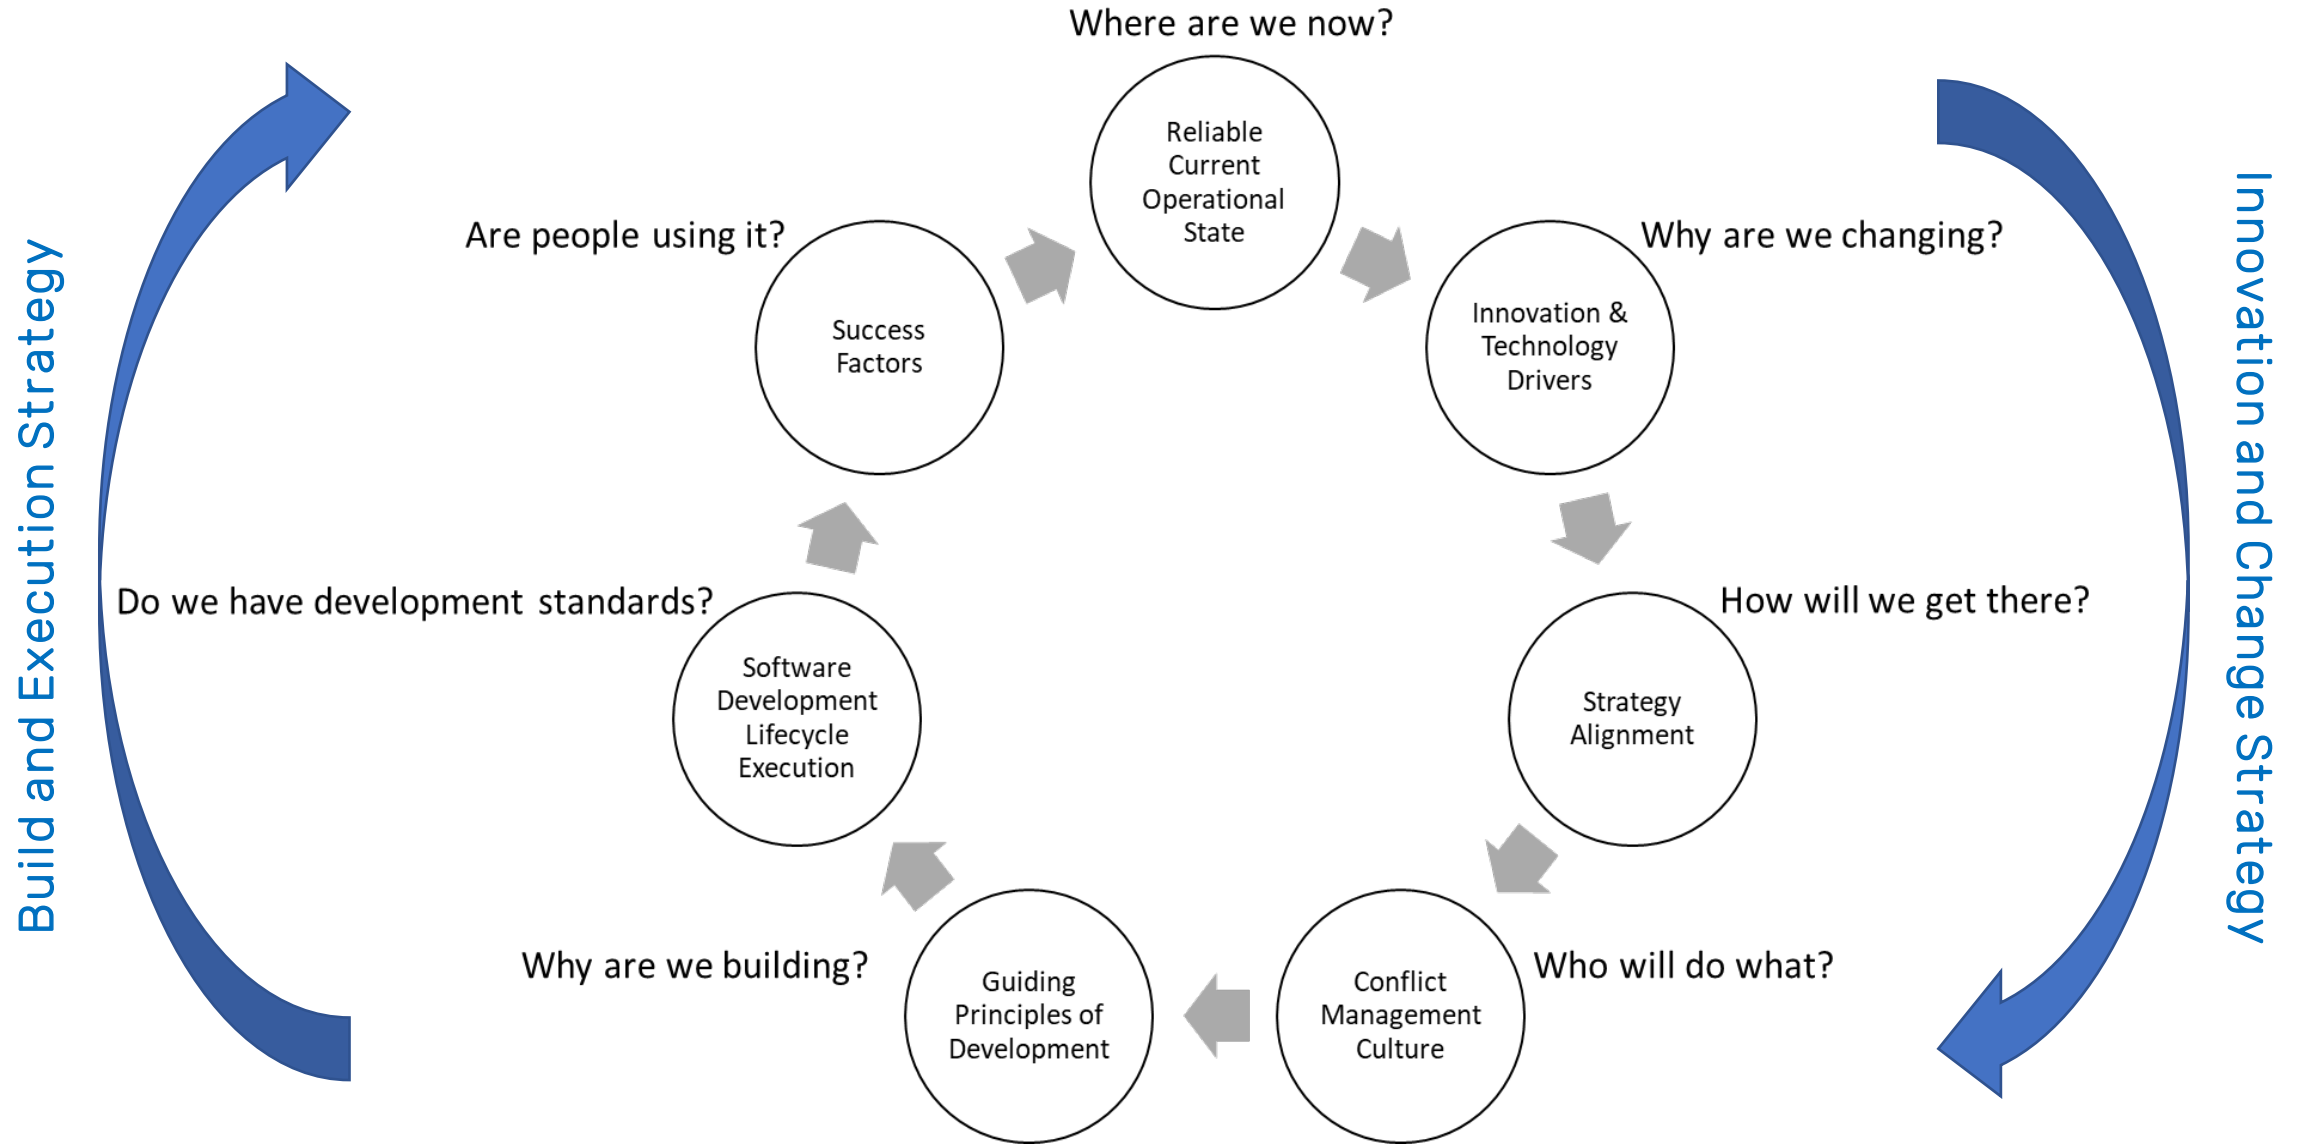 Where are we now?
Reliable
Current
Operational
State
Why are we changing?
Innovation &
Technology
Drivers
How will we get there?
Strategy
Alignment
Who will do what?
Conflict
Management
Culture
Why are we building?
Guiding
Principles of
Development
Do we have development standards?
Software
Development
Lifecycle
Execution
Are people using it?
Success
Factors
Build and Execution Strategy
Innovation and Change Strategy